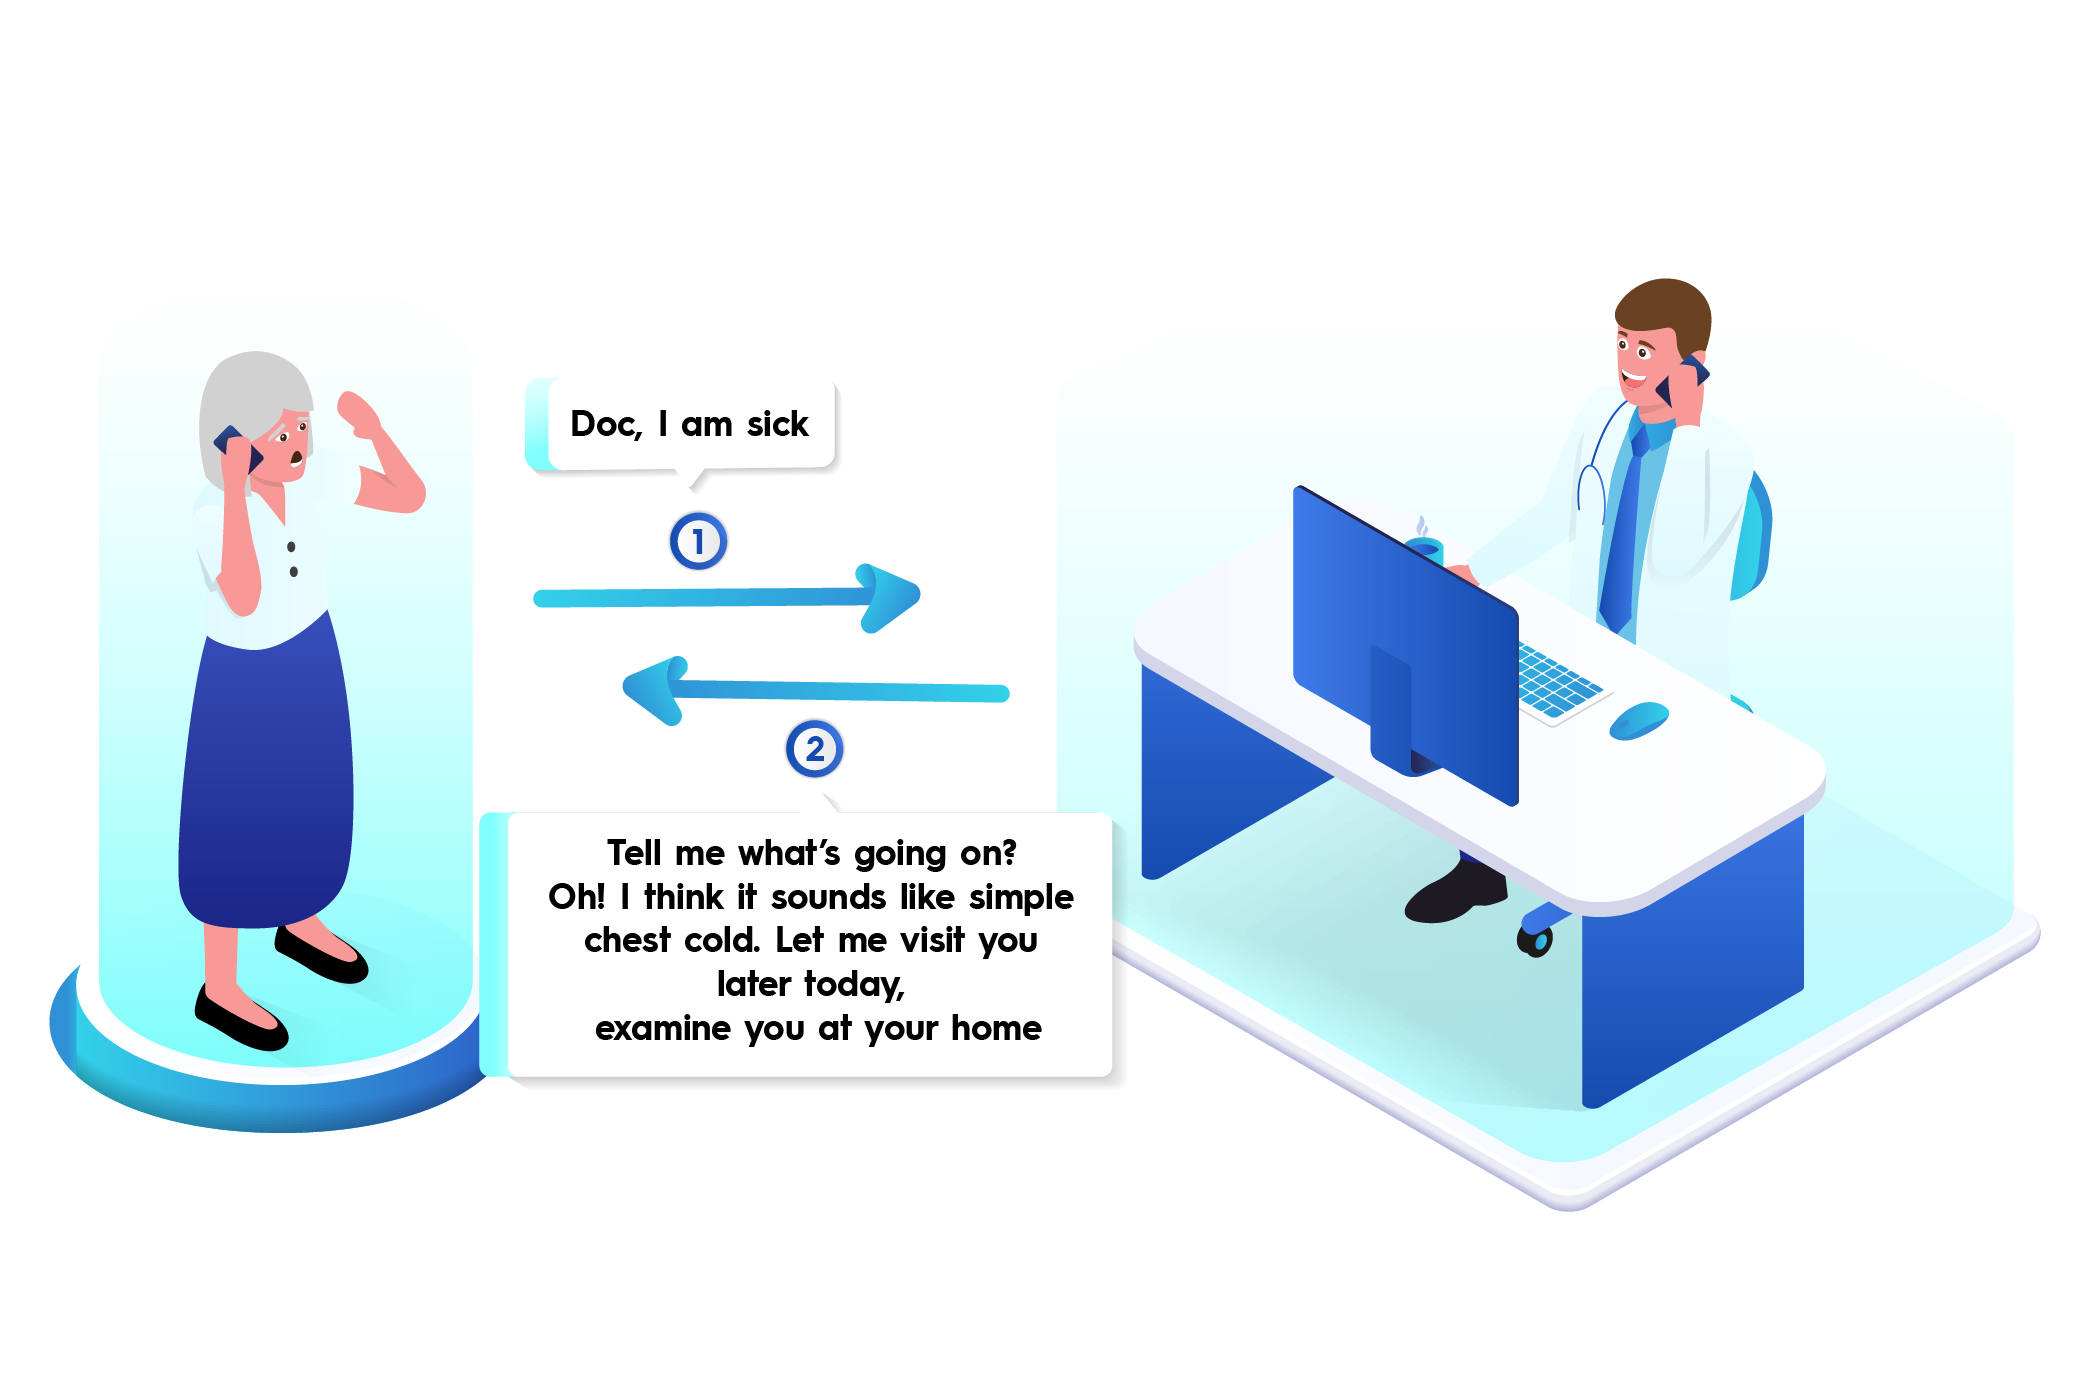 Doc, I am sick
1
2
Tell me what's going on?
Oh! I think it sounds like simple
chest cold. Let me visit you
later today,
examine you at your home